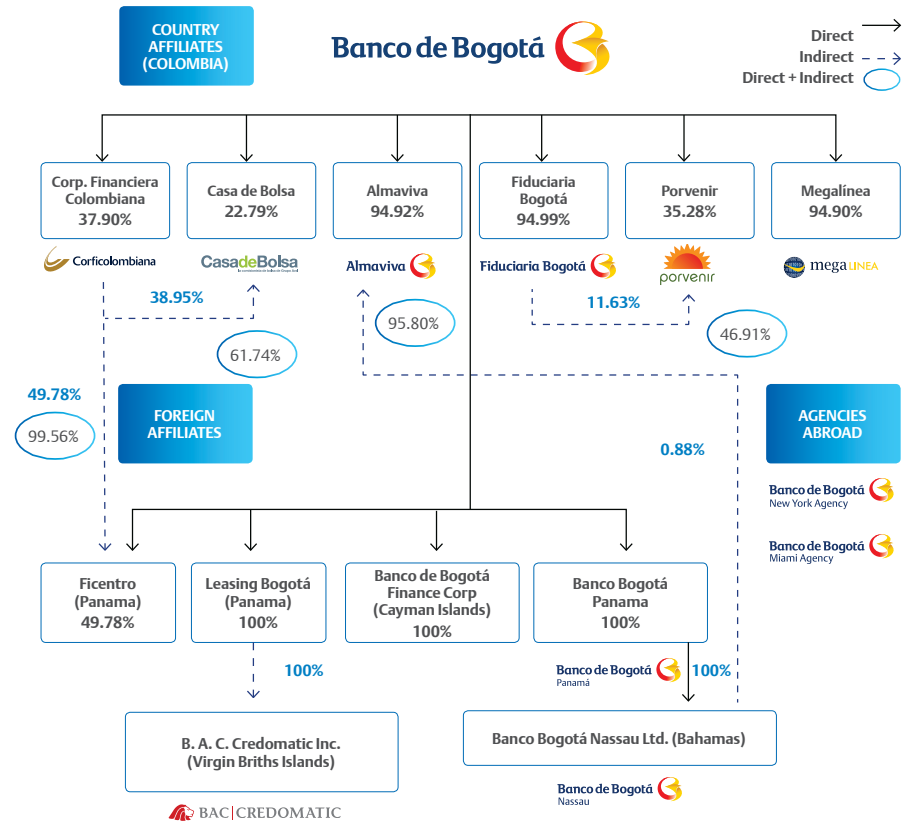 COUNTRY
AFFILIATES
(COLOMBIA)
Banco de Bogotá
Direct
Indirect
Direct + Indirect
Corp. Financiera
Colombiana
37.90%
Casa de Bolsa
22.79%
Almaviva
94.92%
Fiduciaria
Bogotá
94.99%
Porvenir
35.28%
Megalínea
94.90%
Corficolombiana
CasadeBolsa
Almaviva
Fiduciaria Bogotá
porvenir
megaLINEA
38.95%
11.63%
95.80%
46.91%
61.74%
49.78%
99.56%
FOREIGN
AFFILIATES
AGENCIES
ABROAD
0.88%
Banco de Bogotá
New York Agency
Banco de Bogotá
Miami Agency
Ficentro
(Panama)
49.78%
Leasing Bogotá
(Panama)
100%
Banco de Bogotá
Finance Corp
(Cayman Islands)
100%
Banco Bogotá
Panama
100%
100%
Banco de Bogotá
Panamá
100%
B. A. C. Credomatic Inc.
(Virgin Briths Islands)
Banco Bogotá Nassau Ltd. (Bahamas)
BAC|CREDOMATIC
Banco de Bogotá
Nassau